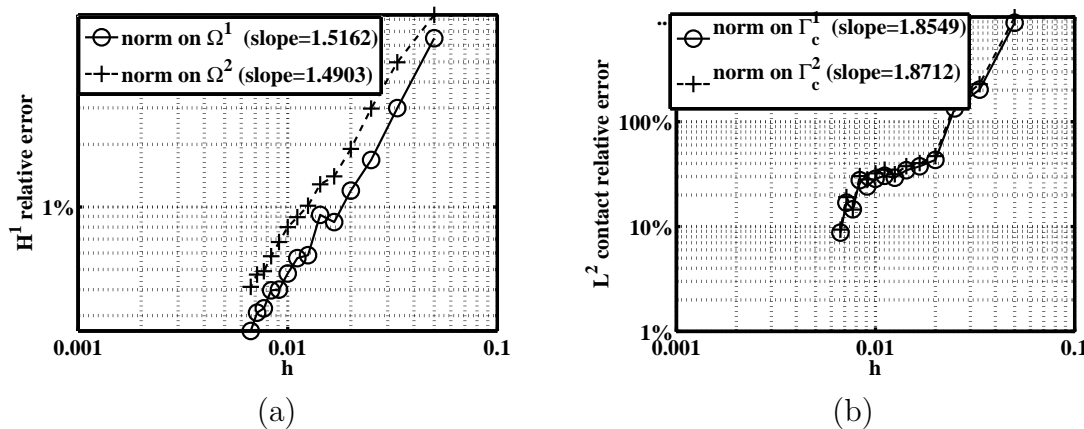 norm on Ω¹ (slope=1.5162
norm on Ω² (slope=1.4903)
H¹ relative error
1%
0.001
0.01
0.1
h
(a)
..
norm on Γ_c¹ (slope=1.8549
norm on Γ_c² (slope=1.8712)
L² contact relative error
100%
10%
1%
0.001
0.01
0.1
h
(b)